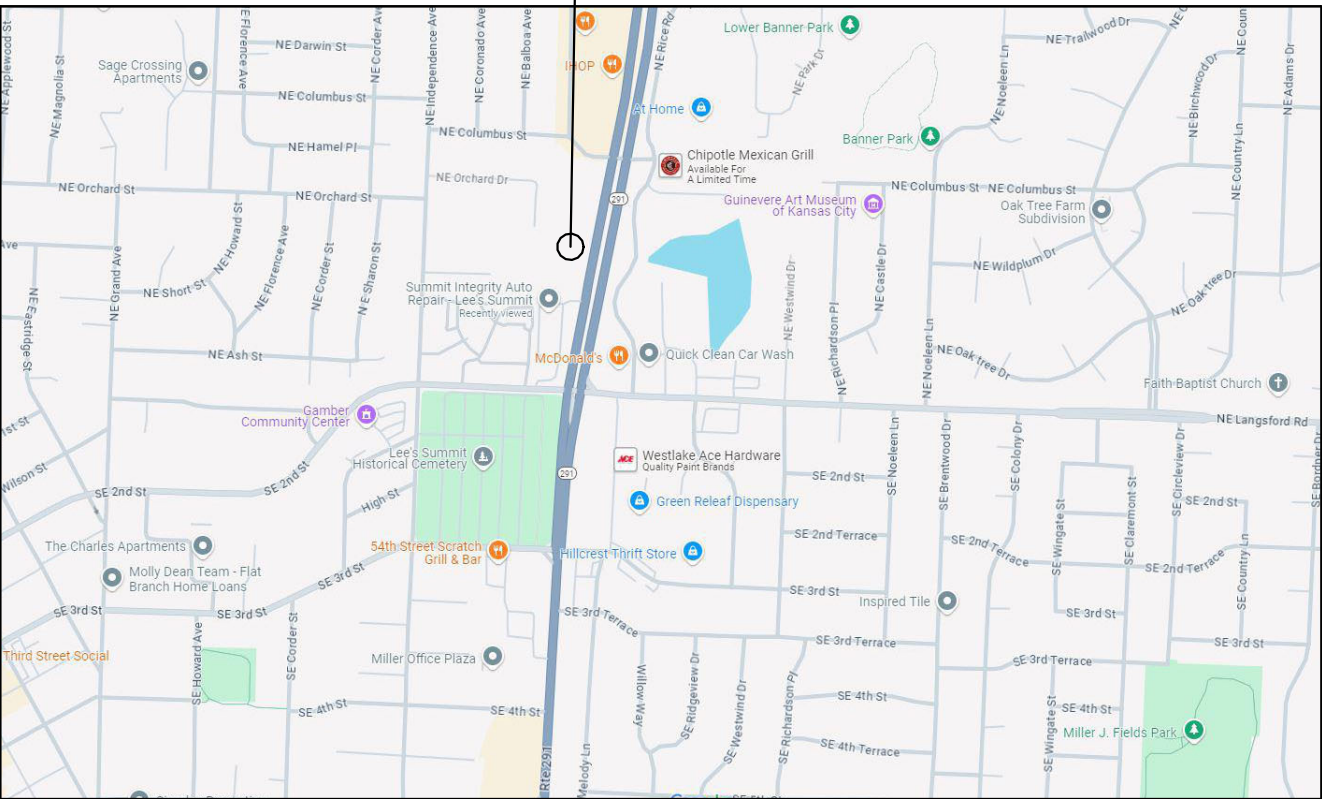 NE Applewood St
NE Magnolia St
Sage Crossing
Apartments
NE Darwin St
NE Columbus St
NE Hamel Pl
NE Orchard St
NE Orchard St
NE Corder Ave
NE Independence Ave
NE Coronado Ave
NE Balboa Ave
NE Columbus St
NE Orchard Dr
IHOP
NE Rice Rd
At Home
Chipotle Mexican Grill
Available For
A Limited Time
Lower Banner Park
NE Park Dr
Banner Park
NE Noeleen Ln
NE Trailwood Dr
NE Birchwood Dr
NE Country Ln
NE Adams Dr
291
NE Columbus St
NE Columbus St
Guinevere Art Museum
of Kansas City
Oak Tree Farm
Subdivision
NE Wildplum Dr
NE Oak tree Dr
NE Castle Dr
NE Westwind Dr
NE Richardson Pl
NE Noeleen Ln
NE Oak tree Dr
Ave
NE Grand Ave
NE Howard St
NE Florence Ave
NE Corder St
NE Sharon St
NE Short St
NE Ash St
NE Eastridge St
Summit Integrity Auto
Repair - Lee's Summit
Recently viewed
McDonald's
Quick Clean Car Wash
Faith Baptist Church
NE Langsford Rd
Gamber
Community Center
Lee's Summit
Historical Cemetery
291
Westlake Ace Hardware
Quality Paint Brands
Green Releaf Dispensary
Hillcrest Thrift Store
1st St
Wilson St
SE 2nd St
SE 2nd St
High St
The Charles Apartments
Molly Dean Team - Flat
Branch Home Loans
54th Street Scratch
Grill & Bar
SE 3rd St
SE 3rd St
SE 3rd St
SE 2nd St
SE Noeleen Ln
SE Brentwood Dr
SE Colony Dr
SE Wingate St
SE Claremont St
SE Circleview Dr
SE 2nd St
SE 2nd Terrace
SE 2nd Terrace
SE 2nd Terrace
SE Country Ln
SE 3rd St
Inspired Tile
SE 3rd St
SE 3rd St
SE 3rd Terrace
SE 3rd Terrace
SE 3rd Terrace
Third Street Social
SE Howard Ave
SE Corder St
Miller Office Plaza
SE 4th St
SE 4th St
Rte 291
Melody Ln
Willow Way
SE Ridgeview Dr
SE Westwind Dr
SE Richardson Pl
SE 4th St
SE 4th Terrace
SE Wingate St
SE 4th St
Miller J. Fields Park